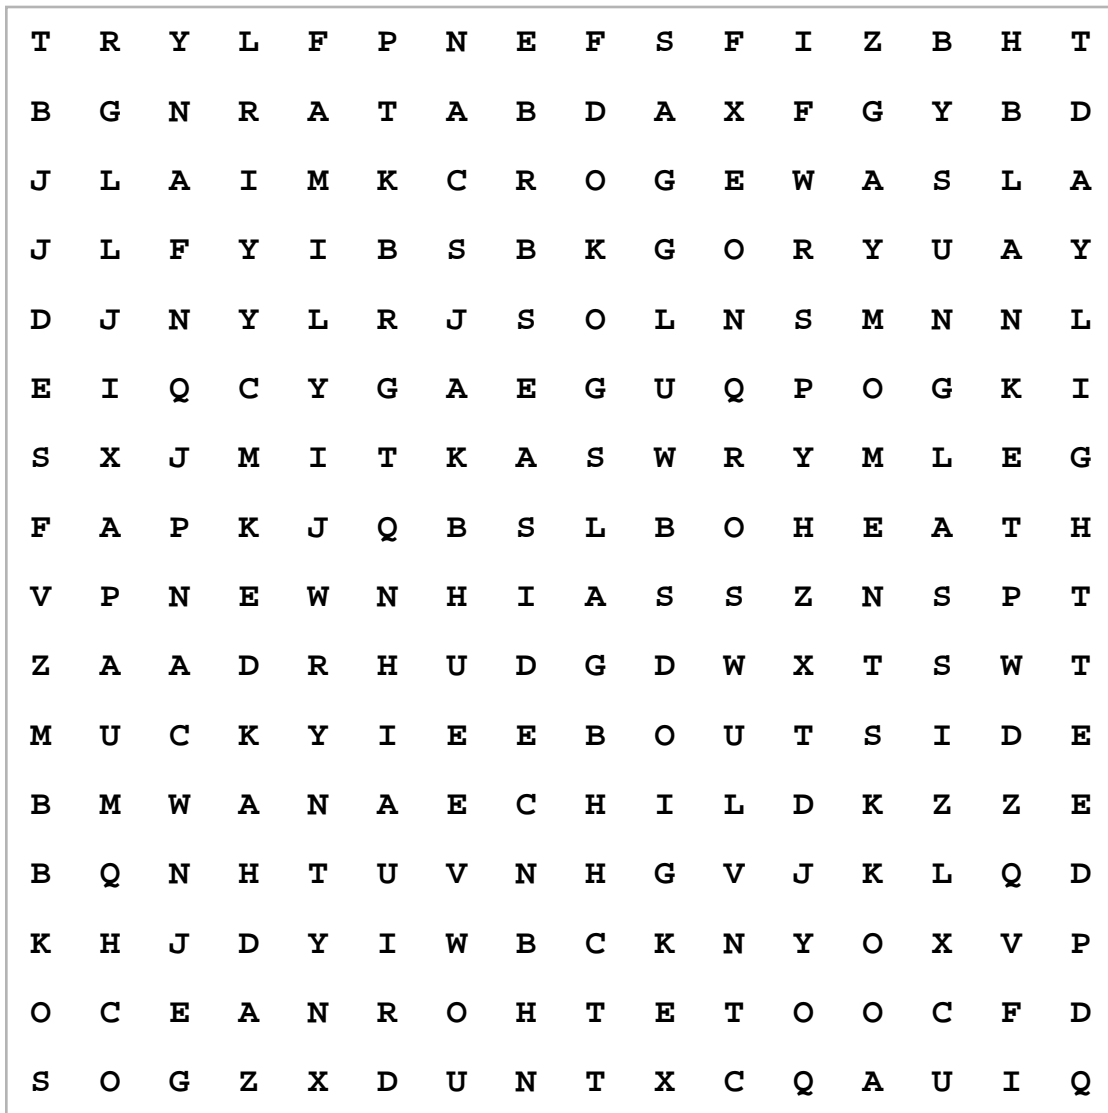 T R Y L F P N E F S F I Z B H T
B G N R A T A B D A X F G Y B D
J L A I M K C R O G E W A S L A
J L F Y I B S B K G O R Y U A Y
D J N Y L R J S O L N S M N N L
E I Q C Y G A E G U Q P O G K I
S X J M I T K A S W R Y M L E G
F A P K J Q B S L B O H E A T H
V P N E W N H I A S S Z N S P T
Z A A D R H U D G D W X T S W T
M U C K Y I E E B O U T S I D E
B M W A N A E C H I L D K Z Z E
B Q N H T U V N H G V J K L Q D
K H J D Y I W B C K N Y O X V P
O C E A N R O H T E T O O C F D
S O G Z X D U N T X C Q A U I Q